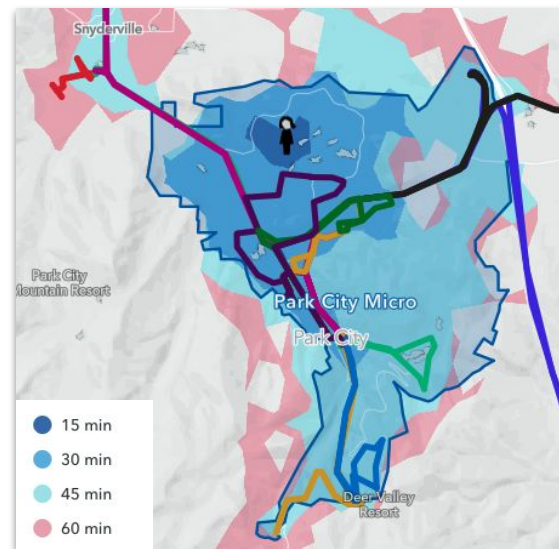 Snyderville
Park City
Mountain Resort
Park City Micro
Park City
15 min
30 min
45 min
60 min
Deer Valley
Resort